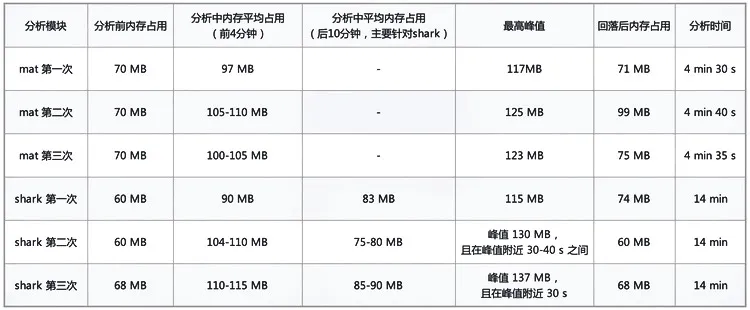 分析模块 分析前内存占用 分析中内存平均占用 分析中平均内存占用 最高峰值 回落后内存占用 分析时间
（前4分钟） （后10分钟，主要针对shark）
mat 第一次 70 MB 97 MB - 117MB 71 MB 4 min 30 s
mat 第二次 70 MB 105-110 MB - 125 MB 99 MB 4 min 40 s
mat 第三次 70 MB 100-105 MB - 123 MB 75 MB 4 min 35 s
shark 第一次 60 MB 90 MB 83 MB 115 MB 74 MB 14 min
shark 第二次 60 MB 104-110 MB 75-80 MB 峰值 130 MB， 60 MB 14 min
且在峰值附近 30-40 s 之间
shark 第三次 68 MB 110-115 MB 85-90 MB 峰值 137 MB， 68 MB 14 min
且在峰值附近 30 s